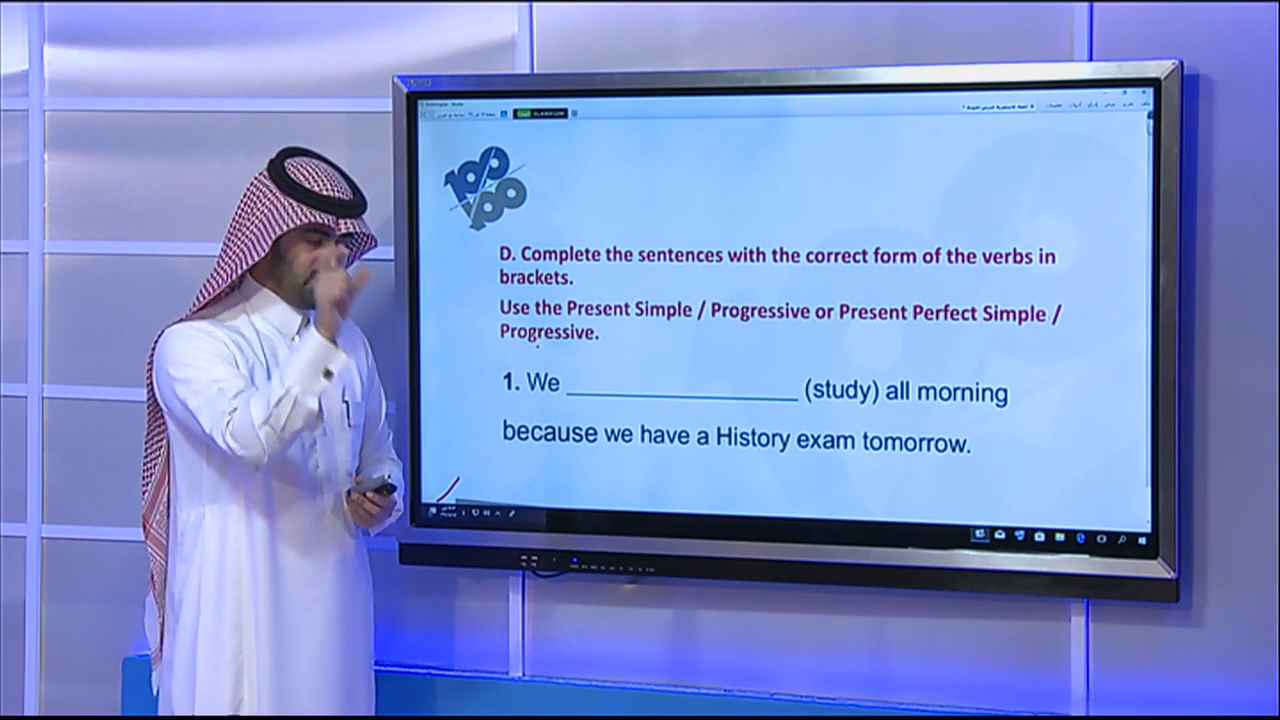 100
100
D. Complete the sentences with the correct form of the verbs in
brackets.
Use the Present Simple / Progressive or Present Perfect Simple /
Progressive.
1. We ____________________ (study) all morning
because we have a History exam tomorrow.